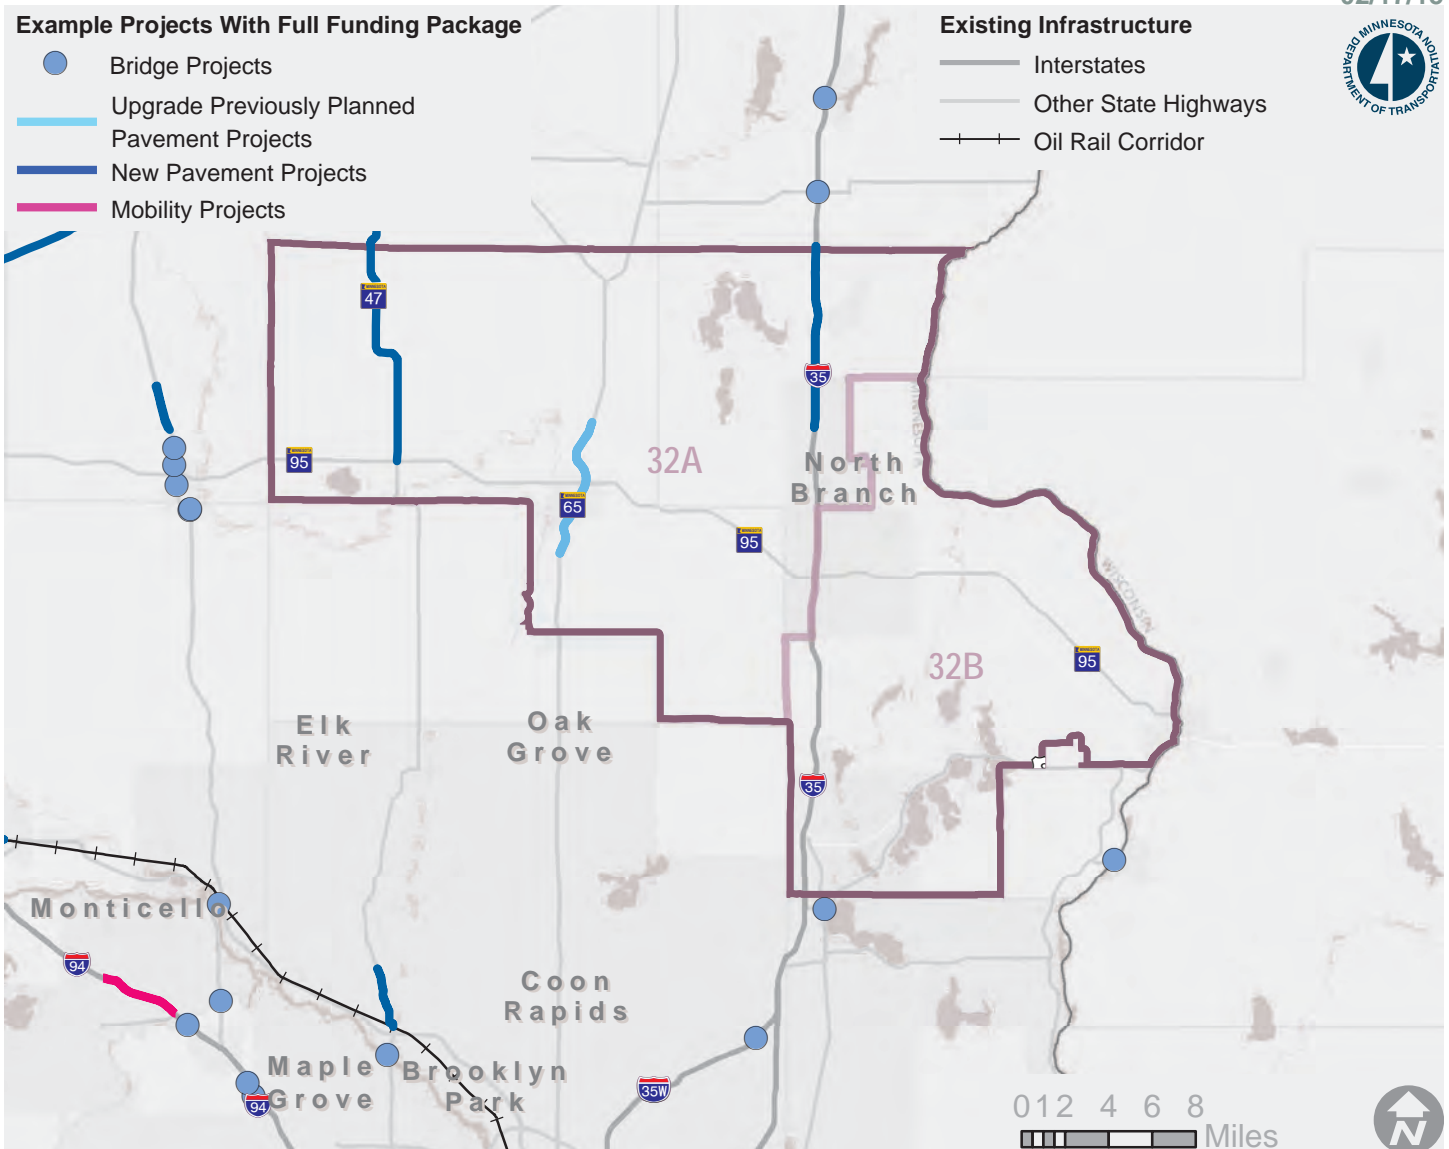 Example Projects With Full Funding Package
Bridge Projects
Upgrade Previously Planned
Pavement Projects
New Pavement Projects
Mobility Projects
Existing Infrastructure
Interstates
Other State Highways
Oil Rail Corridor
MINNESOTA
DEPARTMENT OF TRANSPORTATION
47
35
95
32A
North
Branch
65
95
WISCONSIN
32B
95
Elk
River
Oak
Grove
35
Monticello
94
Coon
Rapids
Maple
Grove
Brooklyn
Park
94
35W
0 1 2 4 6 8
Miles
N